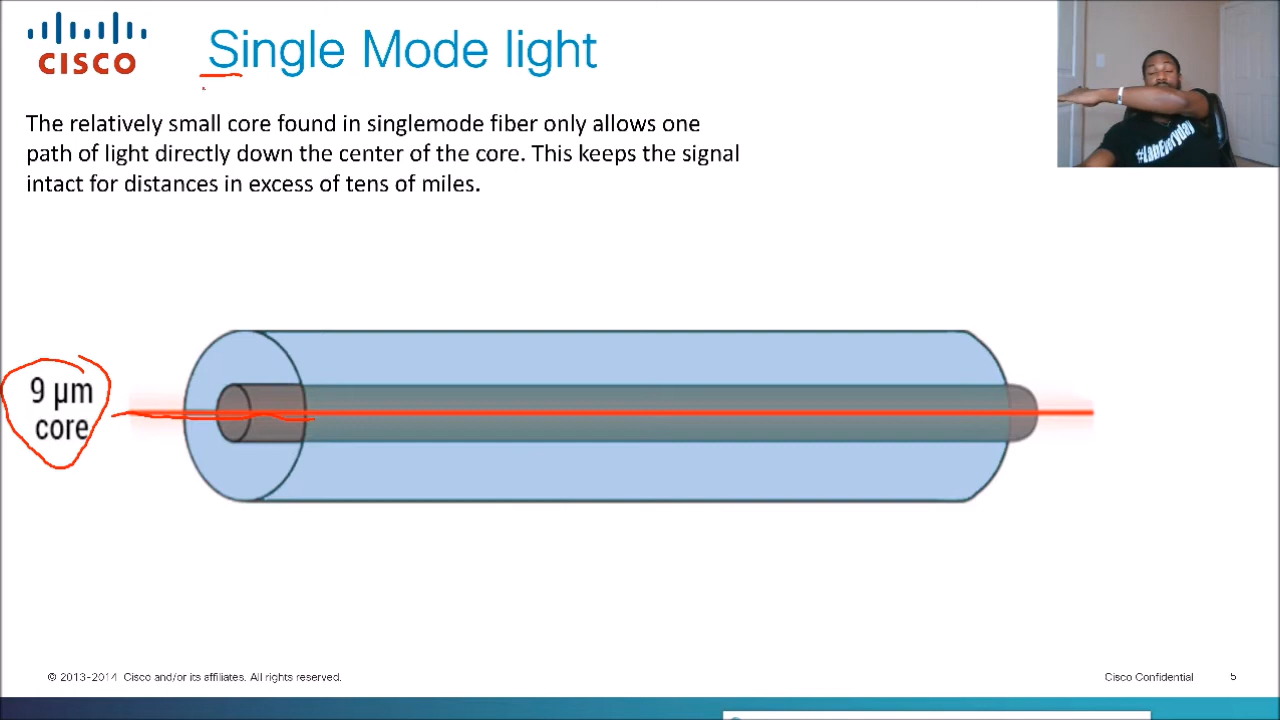 CISCO
Single Mode light
The relatively small core found in singlemode fiber only allows one
path of light directly down the center of the core. This keeps the signal
intact for distances in excess of tens of miles.
#LabEveryday
9 µm
core
© 2013-2014 Cisco and/or its affiliates. All rights reserved.
Cisco Confidential
5